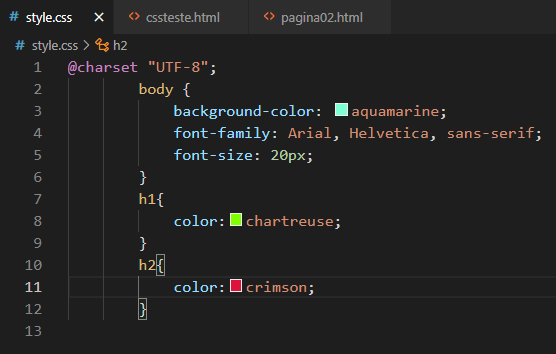 # style.css × <> cssteste.html <> pagina02.html
# style.css > h2
1 @charset "UTF-8";
2 body {
3 background-color: aquamarine;
4 font-family: Arial, Helvetica, sans-serif;
5 font-size: 20px;
6 }
7 h1{
8 color: chartreuse;
9 }
10 h2{
11 color: crimson;
12 }
13